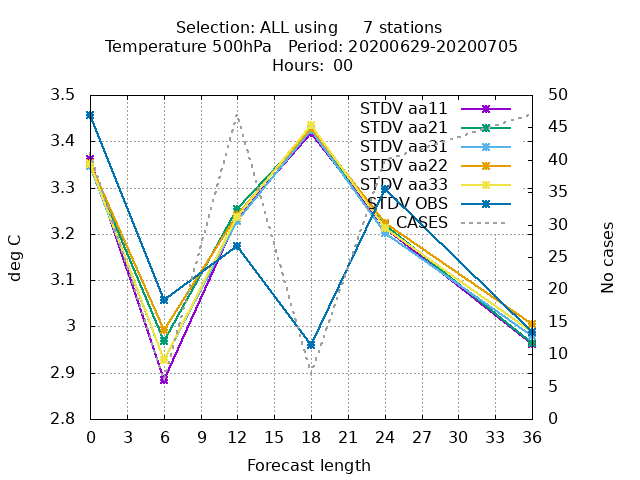 Selection: ALL using     7 stations
Temperature 500hPa   Period: 20200629-20200705
Hours:  00
3.5
3.4
3.3
3.2
3.1
3
2.9
2.8
deg C
STDV aa11
STDV aa21
STDV aa31
STDV aa22
STDV aa33
STDV OBS
CASES
50
45
40
35
30
25
20
15
10
5
0
No cases
0 3 6 9 12 15 18 21 24 27 30 33 36
Forecast length